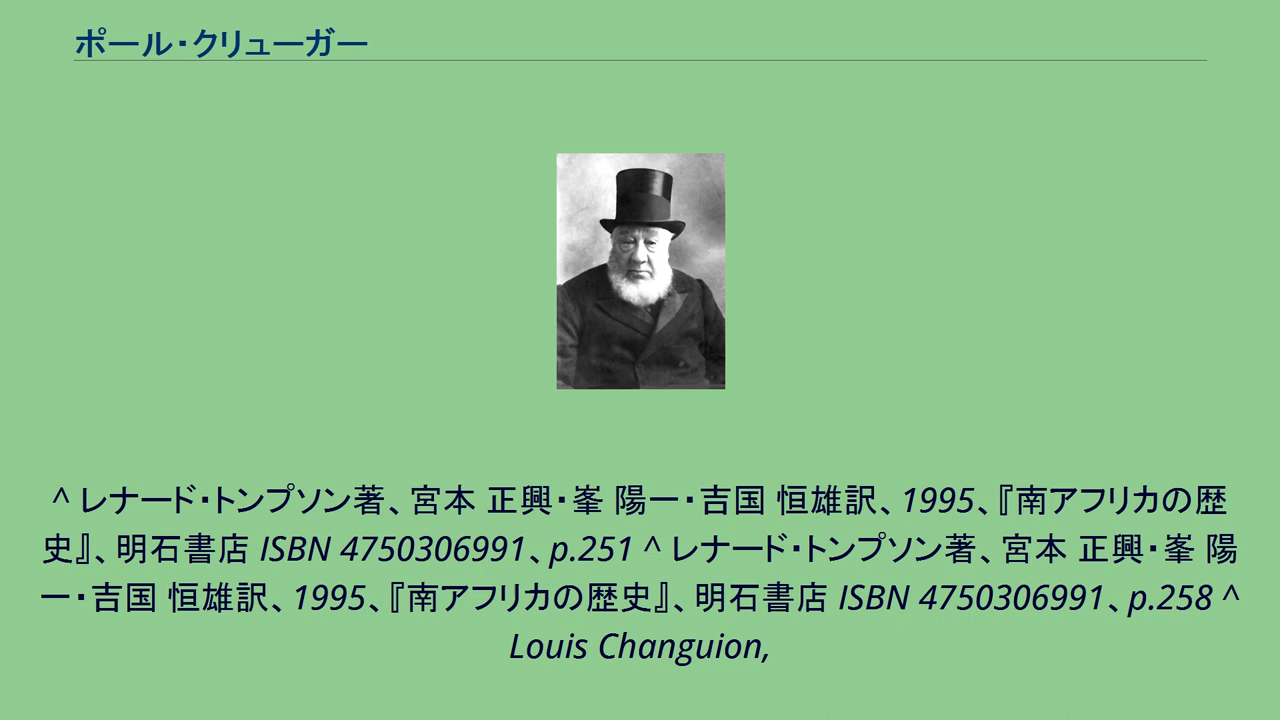 ポール・クリューガー
^ レナード・トンプソン著、宮本 正興・峯 陽一・吉国 恒雄訳、1995、『南アフリカの歴
史』、明石書店 ISBN 4750306991、p.251 ^ レナード・トンプソン著、宮本 正興・峯 陽
一・吉国 恒雄訳、1995、『南アフリカの歴史』、明石書店 ISBN 4750306991、p.258 ^
Louis Changuion,